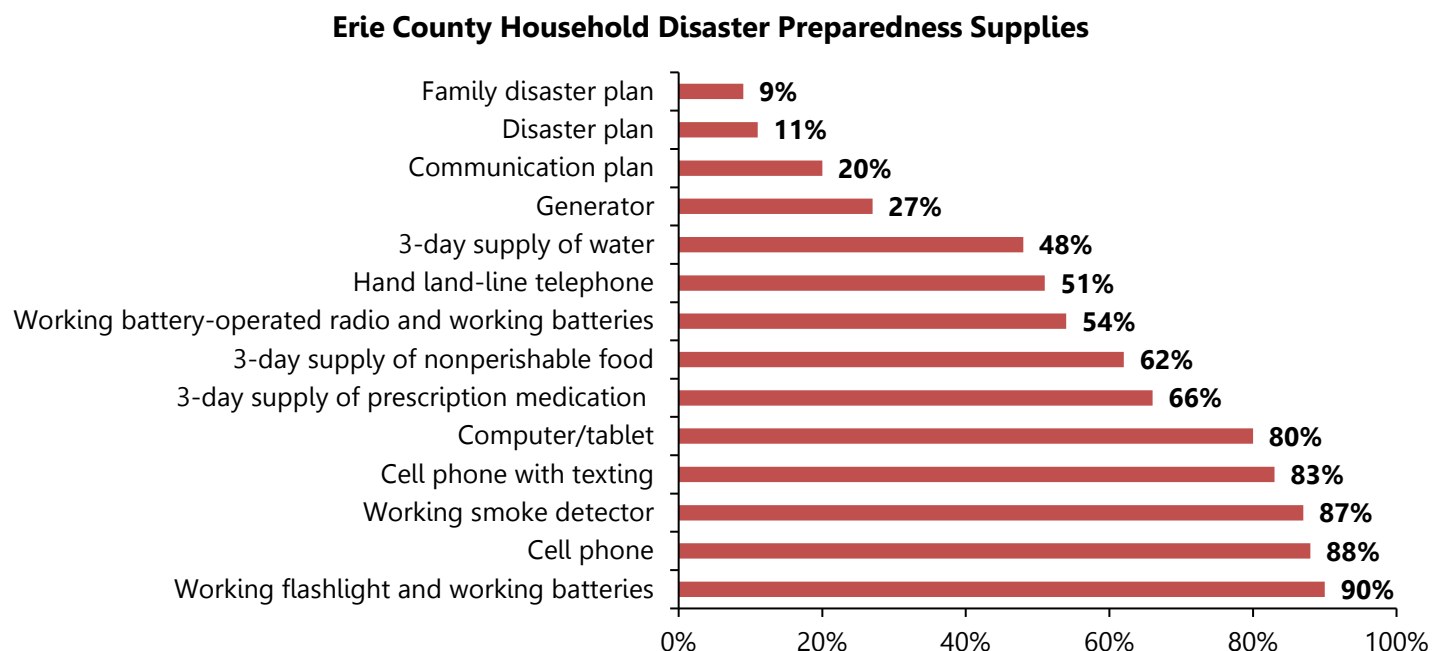 Erie County Household Disaster Preparedness Supplies
Family disaster plan 9%
Disaster plan 11%
Communication plan 20%
Generator 27%
3-day supply of water 48%
Hand land-line telephone 51%
Working battery-operated radio and working batteries 54%
3-day supply of nonperishable food 62%
3-day supply of prescription medication 66%
Computer/tablet 80%
Cell phone with texting 83%
Working smoke detector 87%
Cell phone 88%
Working flashlight and working batteries 90%
0% 20% 40% 60% 80% 100%